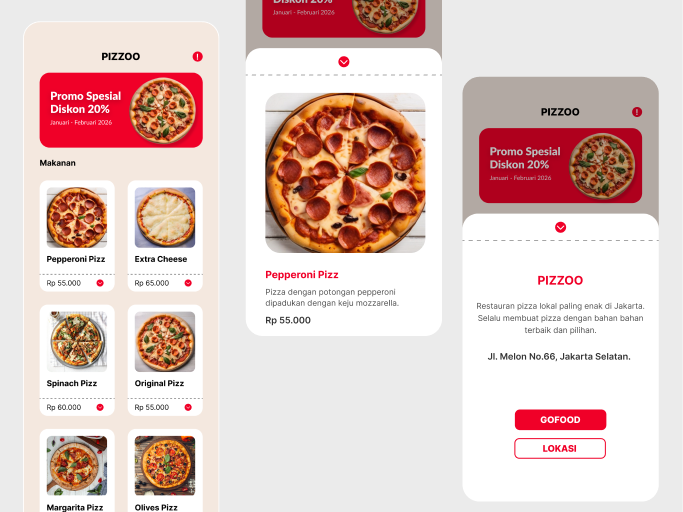 PIZZOO
!
Promo Spesial
Diskon 20%
Januari - Februari 2026
Makanan
Pepperoni Pizz
Extra Cheese
Rp 55.000
Rp 65.000
Spinach Pizz
Original Pizz
Rp 60.000
Rp 55.000
Margarita Pizz
Olives Pizz
Diskon 20%
Januari - Februari 2026
Pepperoni Pizz
Pizza dengan potongan pepperoni
dipadukan dengan keju mozzarella.
Rp 55.000
PIZZOO
!
Promo Spesial
Diskon 20%
Januari - Februari 2026
PIZZOO
Restauran pizza lokal paling enak di Jakarta.
Selalu membuat pizza dengan bahan bahan
terbaik dan pilihan.
Jl. Melon No.66, Jakarta Selatan.
GOFOOD
LOKASI